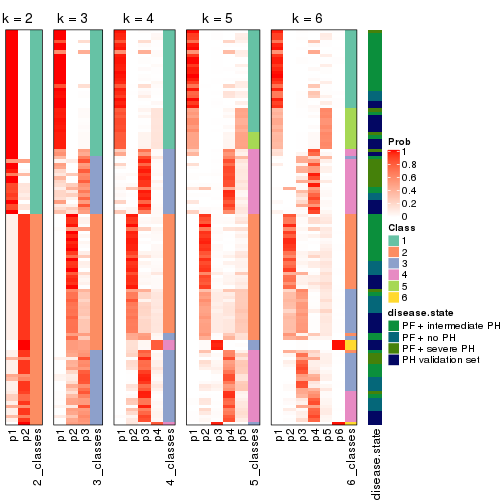 k = 2
k = 3
k = 4
k = 5
k = 6
Prob
1
0.8
0.6
0.4
0.2
0
Class
1
2
3
4
5
6
disease.state
PF+ intermediate PH
PF+ no PH
PF+ severe PH
PH validation set
p1
p2
2_classes
p1
p2
p3
3_classes
p1
p2
p3
p4
4_classes
p1
p2
p3
p4
p5
5_classes
p1
p2
p3
p4
p5
p6
6_classes
disease.state